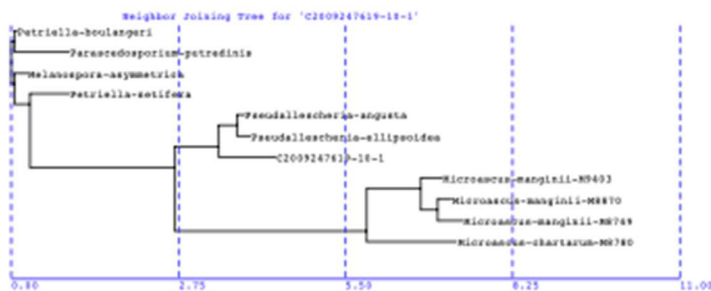 Neighbor Joining Tree for 'C2009247619-10-1'
Petriella-boulangeri
Parascedosporium-putredinis
Melanospora-asymmetrica
Petriella-setifera
Pseudallescheria-angusta
Pseudallescheria-ellipsoidea
C2009247619-10-1
Microascus-manginii-M9403
Microascus-manginii-M8870
Microascus-manginii-M8769
Microascus-chartarum-M8780
0.00 2.75 5.50 8.25 11.00